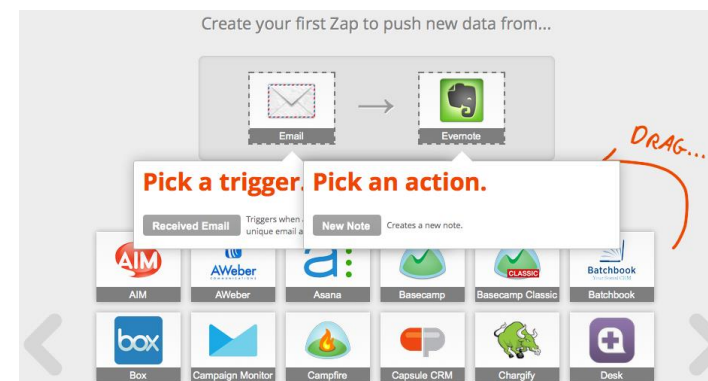 Create your first Zap to push new data from...
Email
Evernote
DRAG...
Pick a trigger.
Received Email
Triggers when
unique email a
Pick an action.
New Note
Creates a new note.
AIM
AIM
AWeber
COMMUNICATIONS
AWeber
a:
Asana
Basecamp
CLASSIC
Basecamp Classic
Batchbook
Batchbook
box
Box
Campaign Monitor
Campfire
Capsule CRM
Chargify
Desk